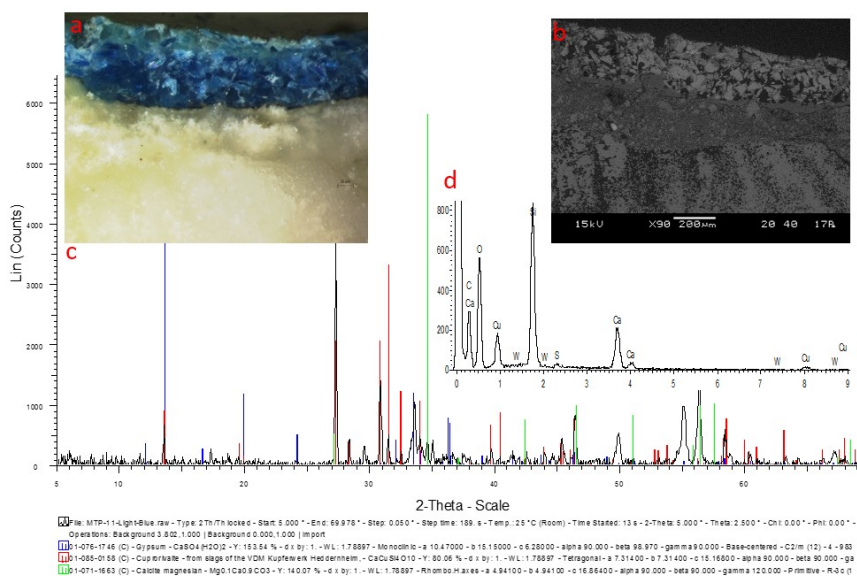 a
b
15kV X90 200µm 20 40
c
d
Lin (Counts)
6000
5000
4000
3000
2000
1000
0
5 10 20 30 40 50 60
2-Theta - Scale
800
600
400
200
0
0 1 2 3 4 5 6 7 8 9
C
Ca
O
Cu
W
Si
W
S
Ca
Ca
W
Cu
W
Cu
File: MTP-11-Light-Blue.raw - Type: 2Th/Th locked - Start: 5.000 ° - End: 69.978 ° - Step: 0.050 ° - Step time: 189. s - Temp.: 25 °C (Room) - Time Started: 13 s - 2-Theta: 5.000 ° - Theta: 2.500 ° - Chi: 0.00 ° - Phi: 0.00 °
Operations: Background 3.802,1.000 | Background 0.000,1.000 | Import
01-076-1746 (C) - Gypsum - CaSO4(H2O)2 - Y: 153.54 % - d x by: 1. - WL: 1.78897 - Monoclinic - a 10.47000 - b 15.15000 - c 6.28000 - alpha 90.000 - beta 98.970 - gamma 90.000 - Base-centered - C2/m (12) - 4 - 983
01-085-0158 (C) - Cuprorivaite - from slags of the VDM Kupferwerk Heddernheim, - CaCuSi4O10 - Y: 80.06 % - d x by: 1. - WL: 1.78897 - Tetragonal - a 7.31400 - b 7.31400 - c 15.16800 - alpha 90.000 - beta 90.000 - ga
01-071-1663 (C) - Calcite magnesian - Mg0.1Ca0.9CO3 - Y: 140.07 % - d x by: 1. - WL: 1.78897 - Rhombo.H.axes - a 4.94100 - b 4.94100 - c 16.86400 - alpha 90.000 - beta 90.000 - gamma 120.000 - Primitive - R-3c (1